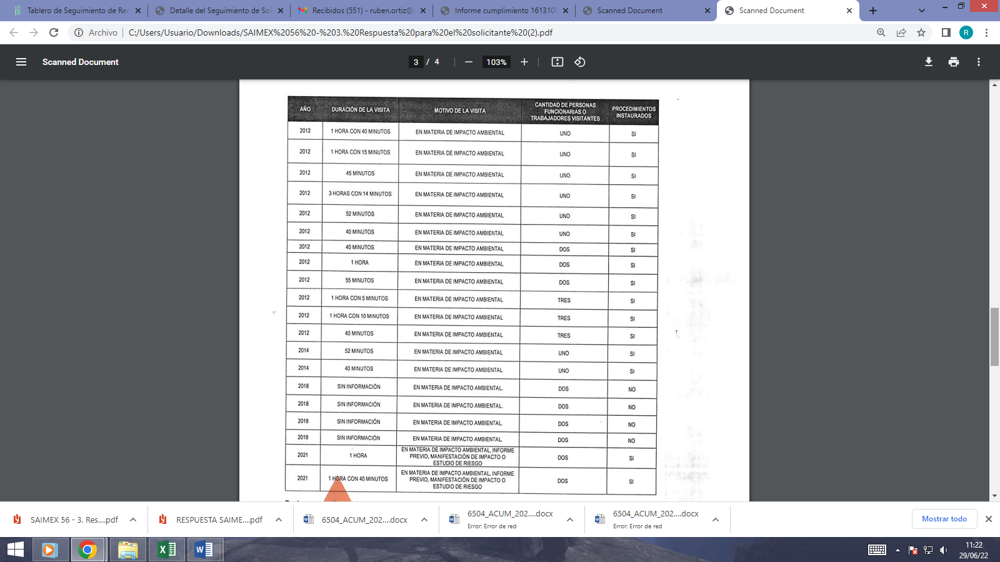 Tablero de Seguimiento de Rec
Detalle del Seguimiento de Sol
Recibidos (551) - ruben.ortiz@
Informe cumplimiento 1613100
Scanned Document
Scanned Document
Archivo
C:/Users/Usuario/Downloads/SAIMEX%2056%20-%203.%20Respuesta%20para%20el%20solicitante%20(2).pdf
R
Scanned Document
3 / 4
103%
AÑO DURACIÓN DE LA VISITA MOTIVO DE LA VISITA CANTIDAD DE PERSONAS FUNCIONARIAS O TRABAJADORES VISITANTES PROCEDIMIENTOS INSTAURADOS
2012 1 HORA CON 40 MINUTOS EN MATERIA DE IMPACTO AMBIENTAL UNO SI
2012 1 HORA CON 15 MINUTOS EN MATERIA DE IMPACTO AMBIENTAL UNO SI
2012 45 MINUTOS EN MATERIA DE IMPACTO AMBIENTAL UNO SI
2012 3 HORAS CON 14 MINUTOS EN MATERIA DE IMPACTO AMBIENTAL UNO SI
2012 52 MINUTOS EN MATERIA DE IMPACTO AMBIENTAL UNO SI
2012 40 MINUTOS EN MATERIA DE IMPACTO AMBIENTAL UNO SI
2012 40 MINUTOS EN MATERIA DE IMPACTO AMBIENTAL DOS SI
2012 1 HORA EN MATERIA DE IMPACTO AMBIENTAL DOS SI
2012 55 MINUTOS EN MATERIA DE IMPACTO AMBIENTAL DOS SI
2012 1 HORA CON 5 MINUTOS EN MATERIA DE IMPACTO AMBIENTAL TRES SI
2012 1 HORA CON 10 MINUTOS EN MATERIA DE IMPACTO AMBIENTAL TRES SI
2012 40 MINUTOS EN MATERIA DE IMPACTO AMBIENTAL TRES SI
2014 52 MINUTOS EN MATERIA DE IMPACTO AMBIENTAL UNO SI
2014 40 MINUTOS EN MATERIA DE IMPACTO AMBIENTAL UNO SI
2018 SIN INFORMACIÓN EN MATERIA DE IMPACTO AMBIENTAL. DOS NO
2018 SIN INFORMACIÓN EN MATERIA DE IMPACTO AMBIENTAL. DOS NO
2018 SIN INFORMACIÓN EN MATERIA DE IMPACTO AMBIENTAL. DOS NO
2018 SIN INFORMACIÓN EN MATERIA DE IMPACTO AMBIENTAL. DOS NO
2021 1 HORA EN MATERIA DE IMPACTO AMBIENTAL, INFORME PREVIO, MANIFESTACIÓN DE IMPACTO O ESTUDIO DE RIESGO DOS SI
2021 1 HORA CON 40 MINUTOS EN MATERIA DE IMPACTO AMBIENTAL, INFORME PREVIO, MANIFESTACIÓN DE IMPACTO O ESTUDIO DE RIESGO DOS SI
SAIMEX 56 - 3. Res....pdf
RESPUESTA SAIME....pdf
6504_ACUM_202....docx
6504_ACUM_202....docx
Error: Error de red
6504_ACUM_202....docx
Error: Error de red
Mostrar todo
11:22
29/06/22